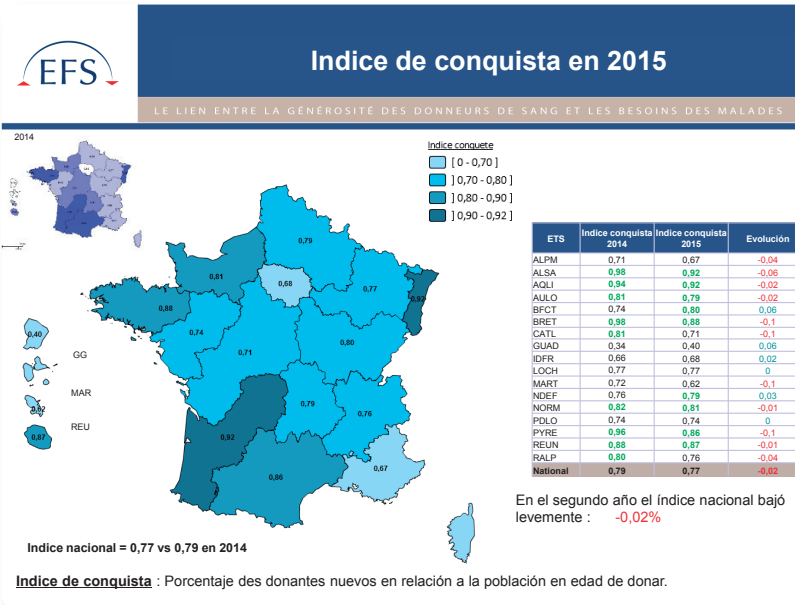 EFS
Indice de conquista en 2015
LE LIEN ENTRE LA GÉNÉROSITÉ DES DONNEURS DE SANG ET LES BESOINS DES MALADES
2014
Indice conquete
[ 0 - 0,70 ]
] 0,70 - 0,80 ]
] 0,80 - 0,90 ]
] 0,90 - 0,92 ]
0,79
0,81
0,68
0,77
0,92
0,88
0,74
0,71
0,80
0,40
GG
MAR
0,62
REU
0,87
0,79
0,76
0,92
0,86
0,67
ETS Indice conquista 2014 Indice conquista 2015 Evolución
ALPM 0,71 0,67 -0,04
ALSA 0,98 0,92 -0,06
AQLI 0,94 0,92 -0,02
AULO 0,81 0,79 -0,02
BFCT 0,74 0,80 0,06
BRET 0,98 0,88 -0,1
CATL 0,81 0,71 -0,1
GUAD 0,34 0,40 0,06
IDFR 0,66 0,68 0,02
LOCH 0,77 0,77 0
MART 0,72 0,62 -0,1
NDEF 0,76 0,79 0,03
NORM 0,82 0,81 -0,01
PDLO 0,74 0,74 0
PYRE 0,96 0,86 -0,1
REUN 0,88 0,87 -0,01
RALP 0,80 0,76 -0,04
National 0,79 0,77 -0,02
En el segundo año el índice nacional bajó
levemente : -0,02%
Indice nacional = 0,77 vs 0,79 en 2014
Indice de conquista : Porcentaje des donantes nuevos en relación a la población en edad de donar.